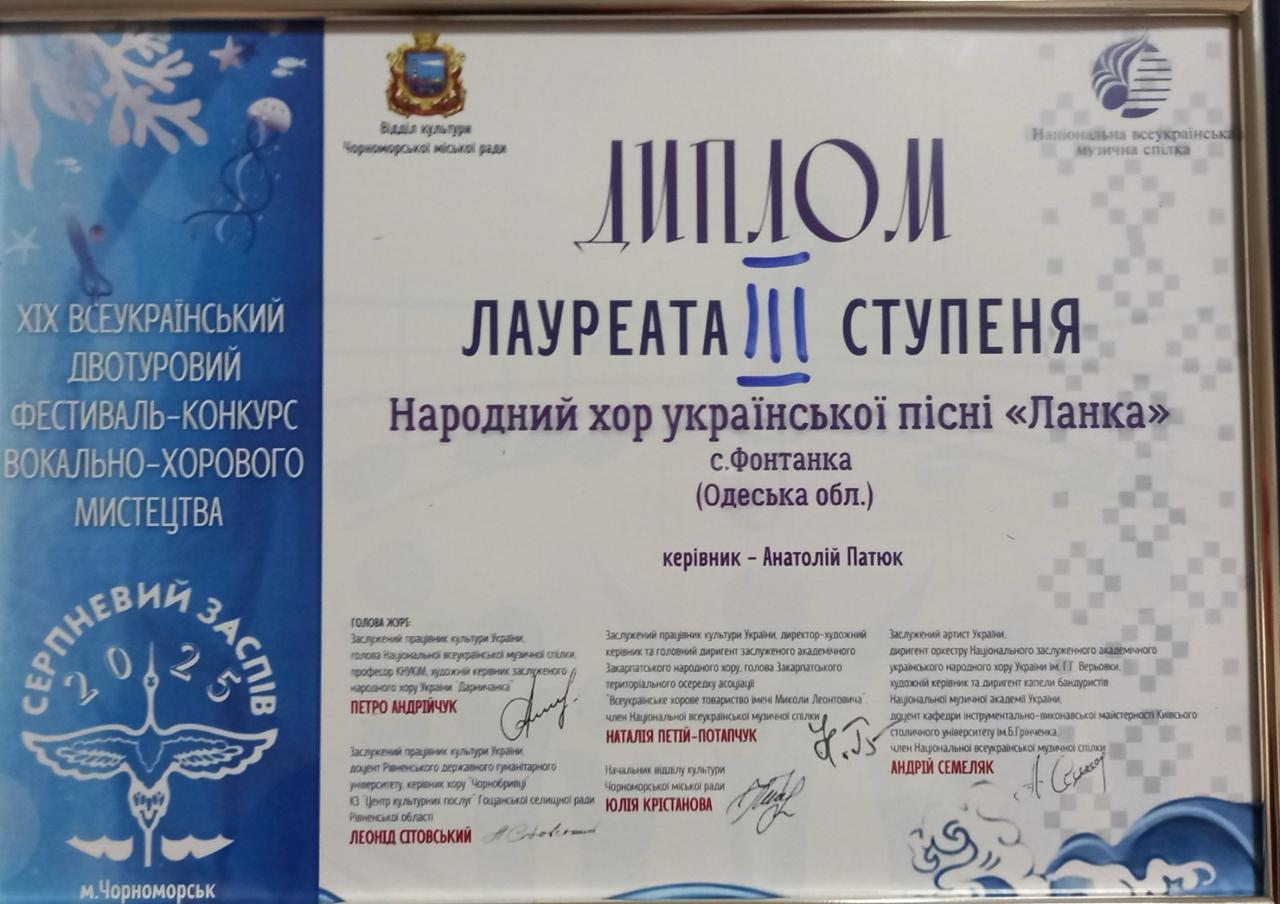 Відділ культури
Чорноморської міської ради
Національна всеукраїнська
музична спілка
ДИПЛОМ
ЛАУРЕАТА III СТУПЕНЯ
Народний хор української пісні «Ланка»
с.Фонтанка
(Одеська обл.)
керівник – Анатолій Патюк
XIX ВСЕУКРАЇНСЬКИЙ
ДВОТУРОВИЙ
ФЕСТИВАЛЬ-КОНКУРС
ВОКАЛЬНО-ХОРОВОГО
МИСТЕЦТВА
СЕРПНЕВИЙ ЗАСПІВ
2025
м.Чорноморськ
ГОЛОВА ЖУРІ:
Заслужений працівник культури України,
голова Національної всеукраїнської музичної спілки,
професор КНУКіМ, художній керівник заслуженого
народного хору України "Дарничанка"
ПЕТРО АНДРІЙЧУК
Заслужений працівник культури України,
доцент Рівненського державного гуманітарного
університету, керівник хору "Чорнобривці"
КЗ "Центр культурних послуг" Гощанської селищної ради
Рівненської області
ЛЕОНІД СІТОВСЬКИЙ
Заслужений працівник культури України, директор-художній
керівник та головний диригент заслуженого академічного
Закарпатського народного хору, голова Закарпатського
територіального осередку асоціації
"Всеукраїнське хорове товариство імені Миколи Леонтовича".
член Національної всеукраїнської музичної спілки
НАТАЛІЯ ПЕТІЙ-ПОТАПЧУК
Начальник відділу культури
Чорноморської міської ради
ЮЛІЯ КРІСТАНОВА
Заслужений артист України,
диригент оркестру Національного заслуженого академічного
українського народного хору України ім. Г.Г. Верьовки,
художній керівник та диригент капели бандуристів
Національної музичної академії України,
доцент кафедри інструментально-виконавської майстерності Київського
столичного університету ім.Б.Грінченка,
член Національної всеукраїнської музичної спілки
АНДРІЙ СЕМЕЛЯК